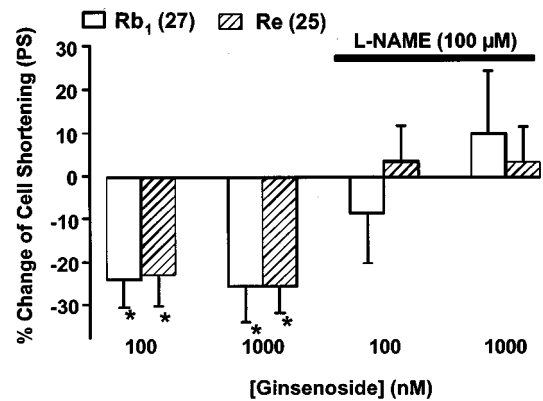 Rb1 (27) Re (25)
L-NAME (100 µM)
% Change of Cell Shortening (PS)
30
20
10
0
-10
-20
-30
* * * *
100 1000 100 1000
[Ginsenoside] (nM)